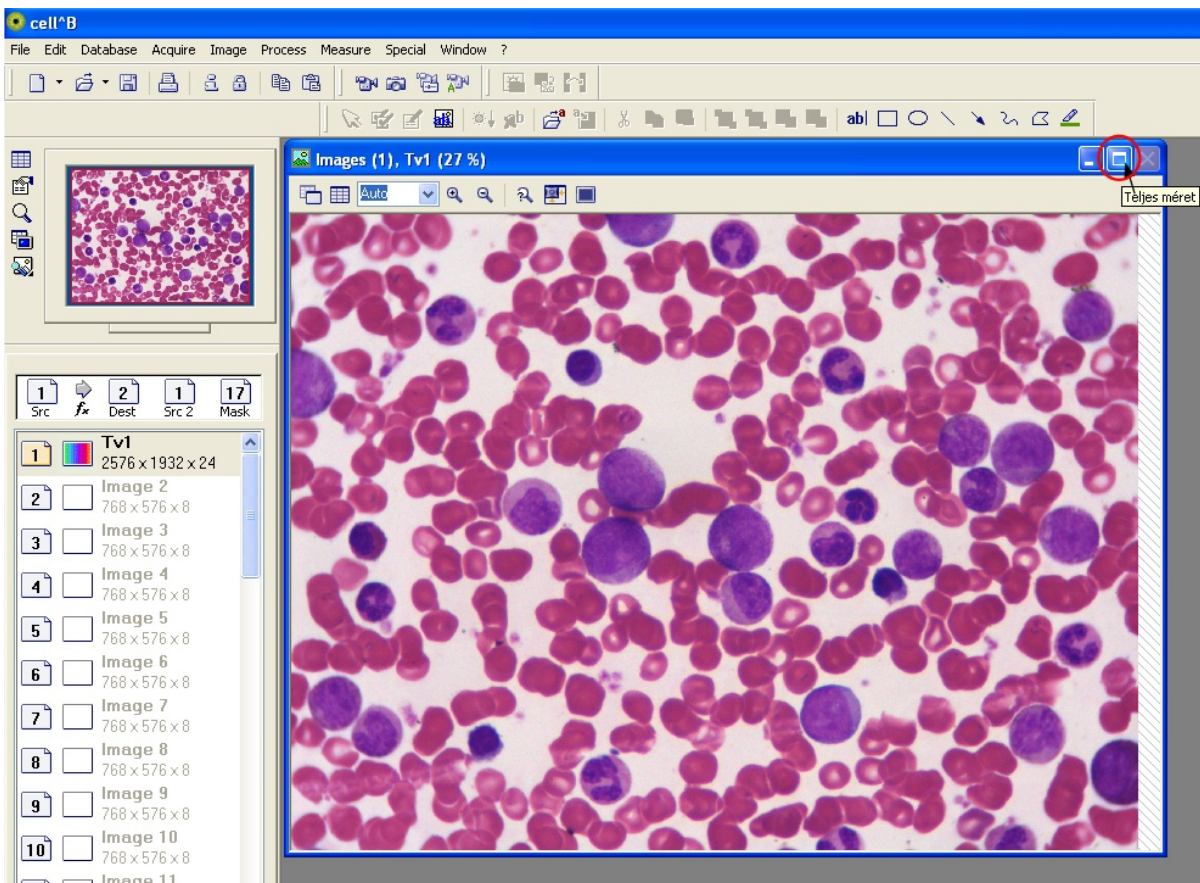 cell^B
File Edit Database Acquire Image Process Measure Special Window ?
ab|
Images (1), Tv1 (27 %)
Auto
Teljes méret
1 2 1 17
Src fx Dest Src 2 Mask
1 Tv1
2576 x 1932 x 24
2 Image 2
768 x 576 x 8
3 Image 3
768 x 576 x 8
4 Image 4
768 x 576 x 8
5 Image 5
768 x 576 x 8
6 Image 6
768 x 576 x 8
7 Image 7
768 x 576 x 8
8 Image 8
768 x 576 x 8
9 Image 9
768 x 576 x 8
10 Image 10
768 x 576 x 8
Image 11